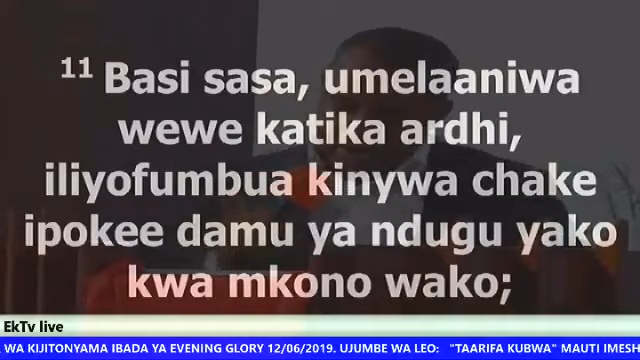 11 Basi sasa, umelaaniwa
wewe katika ardhi,
iliyofumbua kinywa chake
ipokee damu ya ndugu yako
kwa mkono wako;
EkTv live
WA KIJITONYAMA IBADA YA EVENING GLORY 12/06/2019. UJUMBE WA LEO: "TAARIFA KUBWA" MAUTI IMESH